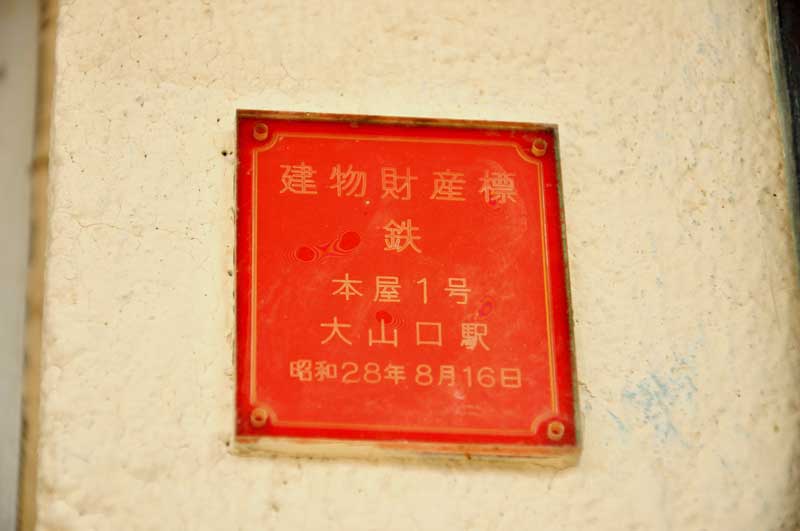 建物財産標
鉄
本屋1号
大山口駅
昭和28年8月16日